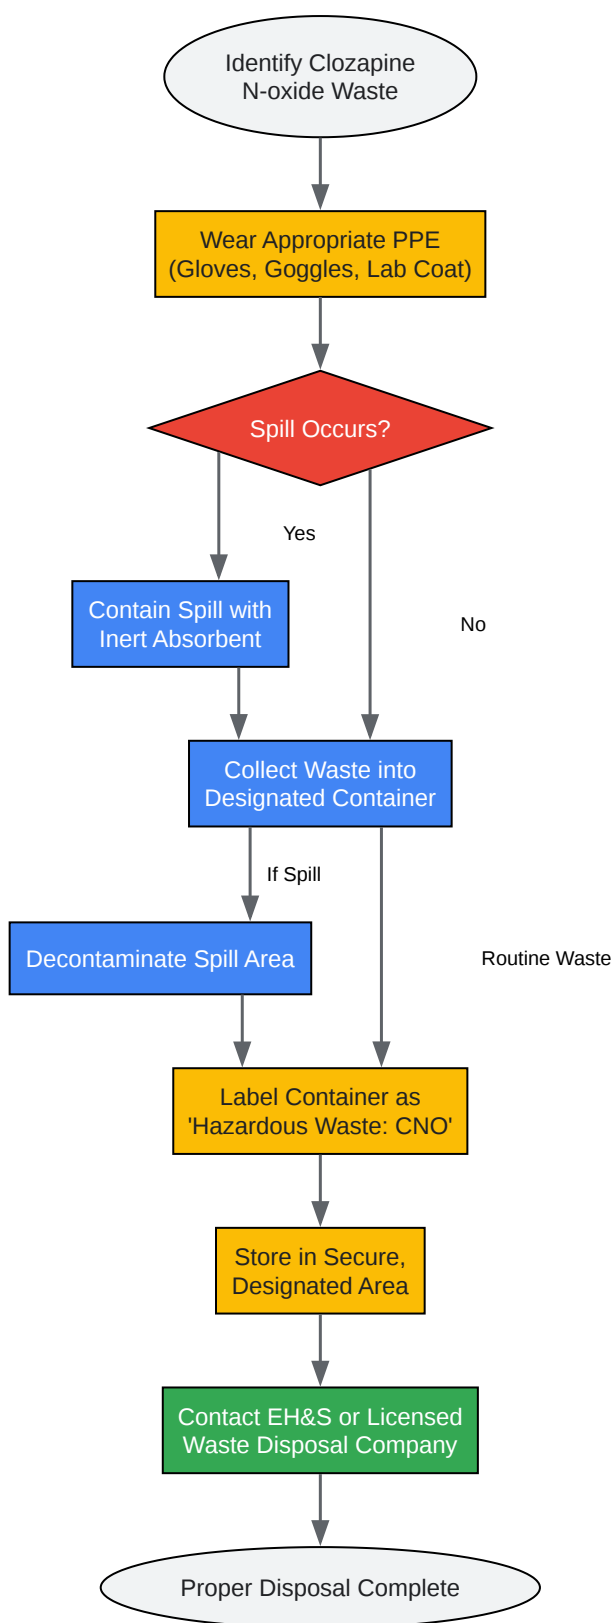 Identify Clozapine
N-oxide Waste
Wear Appropriate PPE
(Gloves, Goggles, Lab Coat)
Spill Occurs?
Yes
Contain Spill with
Inert Absorbent
No
Collect Waste into
Designated Container
If Spill
Decontaminate Spill Area
Routine Waste
Label Container as
'Hazardous Waste: CNO'
Store in Secure,
Designated Area
Contact EH&S or Licensed
Waste Disposal Company
Proper Disposal Complete